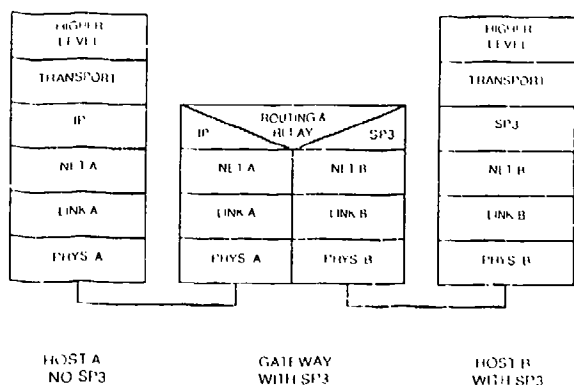 HIGHER
LEVEL
TRANSPORT
IP
NET A
LINK A
PHYS. A
ROUTING &
RELAY
IP
SP3
NET A
NET B
LINK A
LINK B
PHYS. A
PHYS. B
HIGHER
LEVEL
TRANSPORT
SP3
NET B
LINK B
PHYS. B
HOST A
NO SP3
GATEWAY
WITH SP3
HOST B
WITH SP3